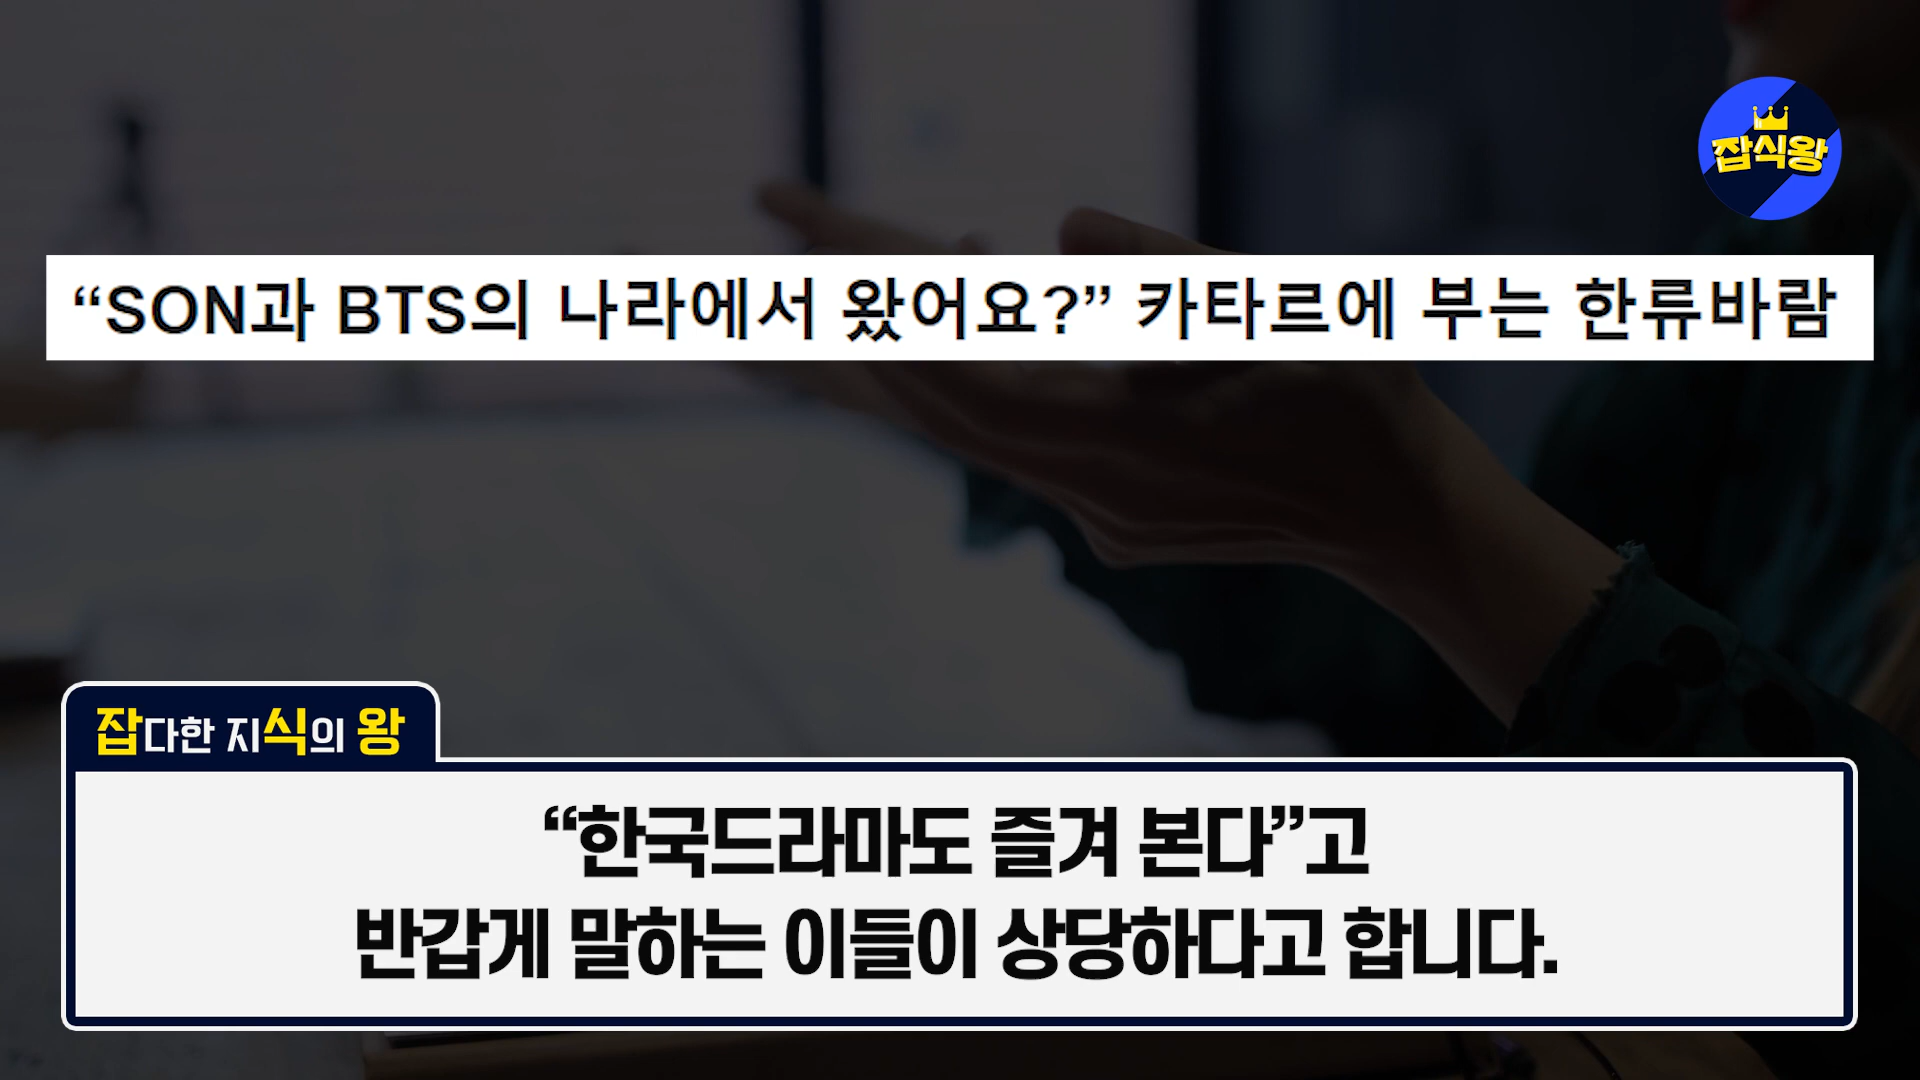 잡식왕
“SON과 BTS의 나라에서 왔어요?” 카타르에 부는 한류바람
잡다한 지식의 왕
“한국드라마도 즐겨 본다”고
반갑게 말하는 이들이 상당하다고 합니다.